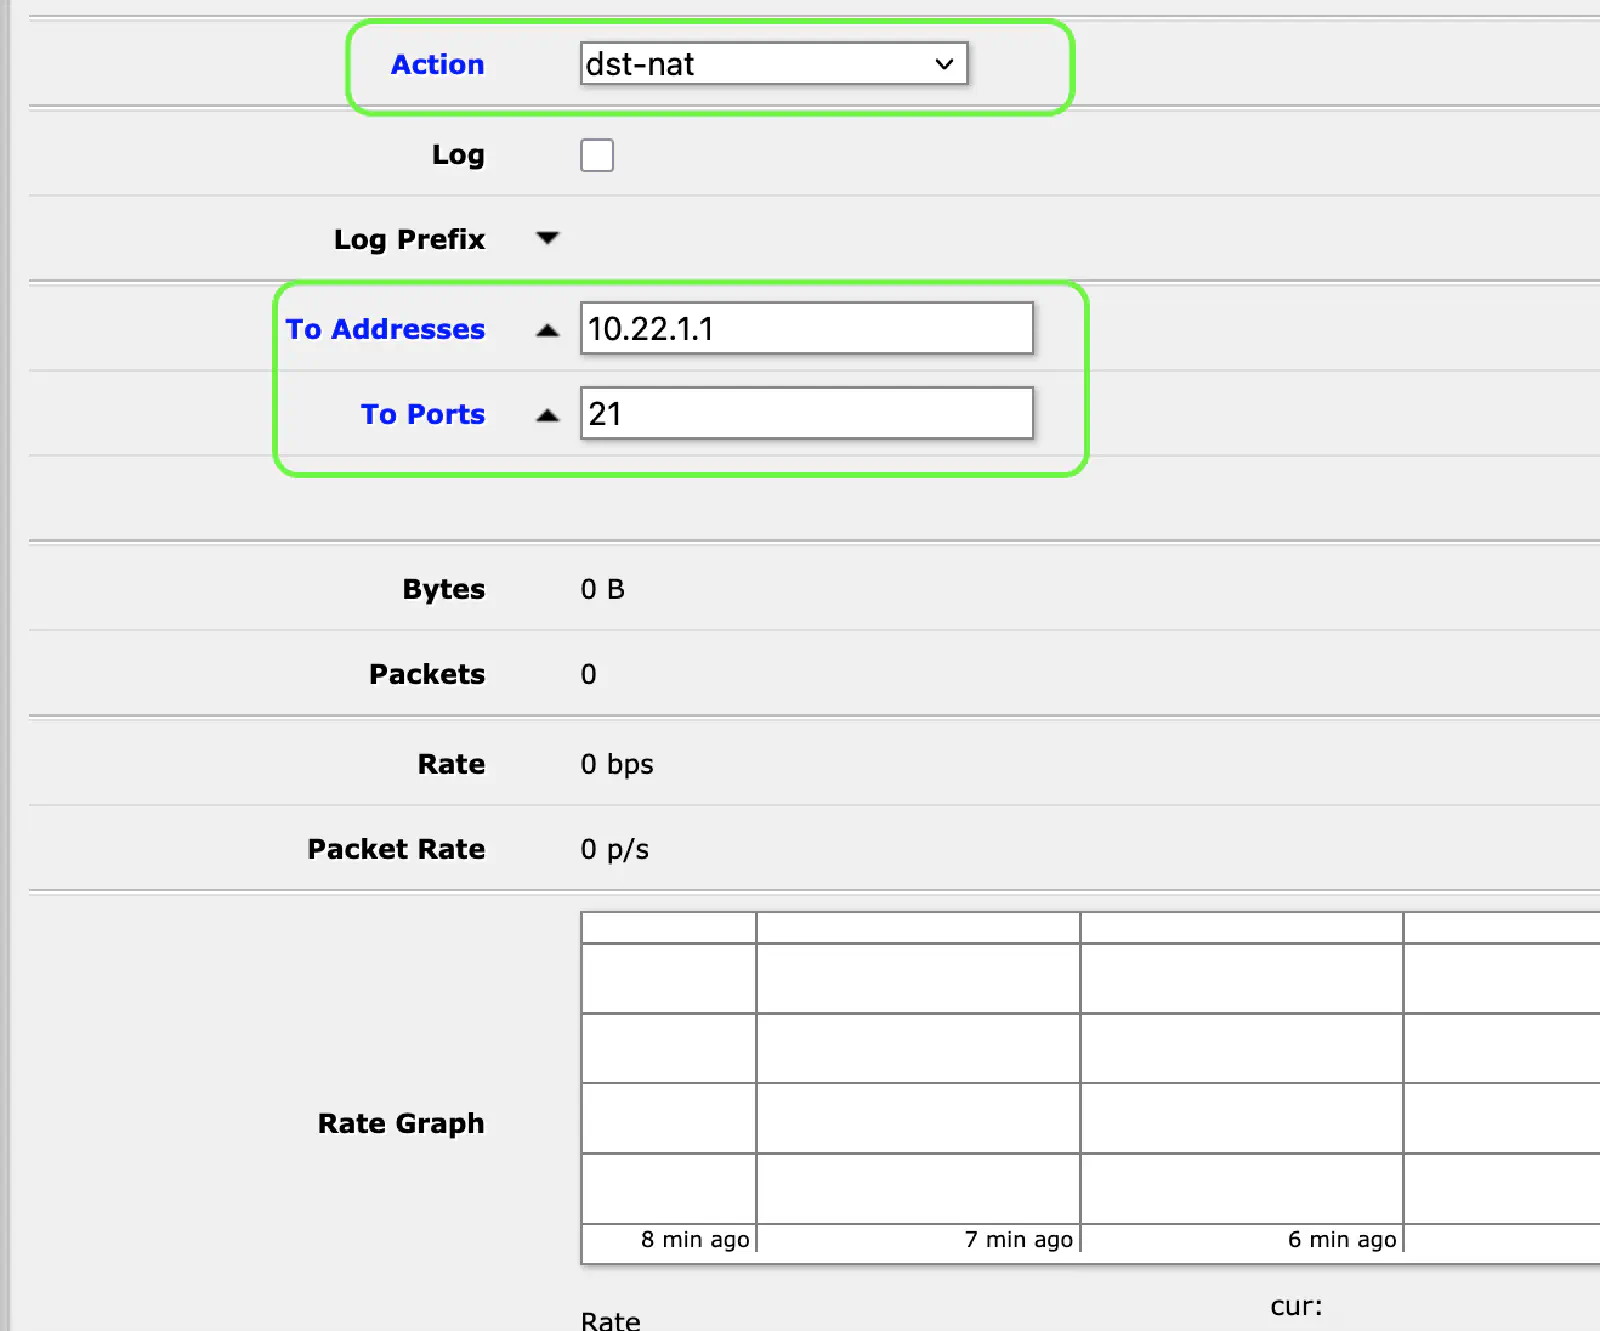 Action dst-nat
Log
Log Prefix
To Addresses 10.22.1.1
To Ports 21
Bytes 0 B
Packets 0
Rate 0 bps
Packet Rate 0 p/s
Rate Graph
8 min ago 7 min ago 6 min ago
cur:
Rate